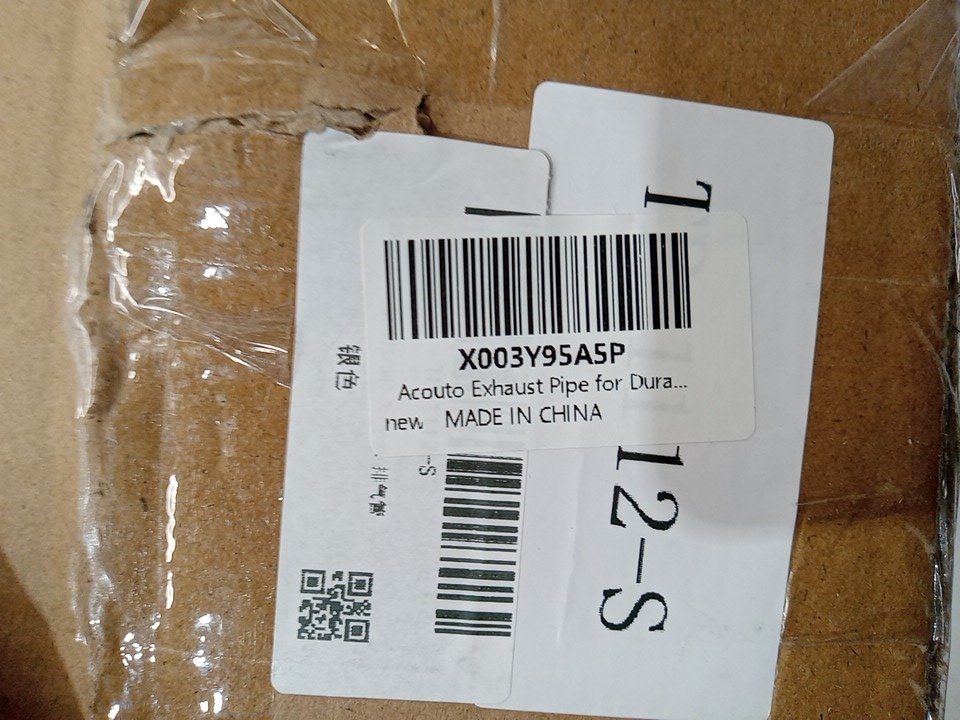 X003Y95A5P
Acouto Exhaust Pipe for Dura...
new MADE IN CHINA
银色
-S
排气管
12-S